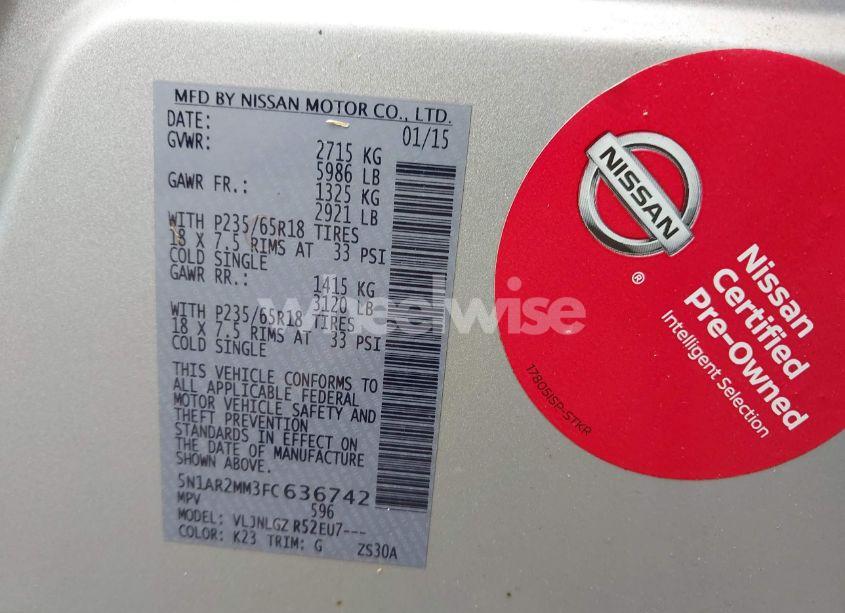 MFD BY NISSAN MOTOR CO., LTD.
DATE: 01/15
GVWR: 2715 KG
5986 LB
GAWR FR.: 1325 KG
2921 LB
WITH P235/65R18 TIRES
18 X 7.5 RIMS AT 33 PSI
COLD SINGLE
GAWR RR.: 1415 KG
3120 LB
WITH P235/65R18 TIRES
18 X 7.5 RIMS AT 33 PSI
COLD SINGLE
THIS VEHICLE CONFORMS TO
ALL APPLICABLE FEDERAL
MOTOR VEHICLE SAFETY AND
THEFT PREVENTION
STANDARDS IN EFFECT ON
THE DATE OF MANUFACTURE
SHOWN ABOVE.
5N1AR2MM3FC636742
MPV 596
MODEL: VLJNLGZ R52EU7---
COLOR: K23 TRIM: G ZS30A
wheelwise
NISSAN
®
Nissan
Certified
Pre-Owned
Intelligent Selection
17805ISP-STKR